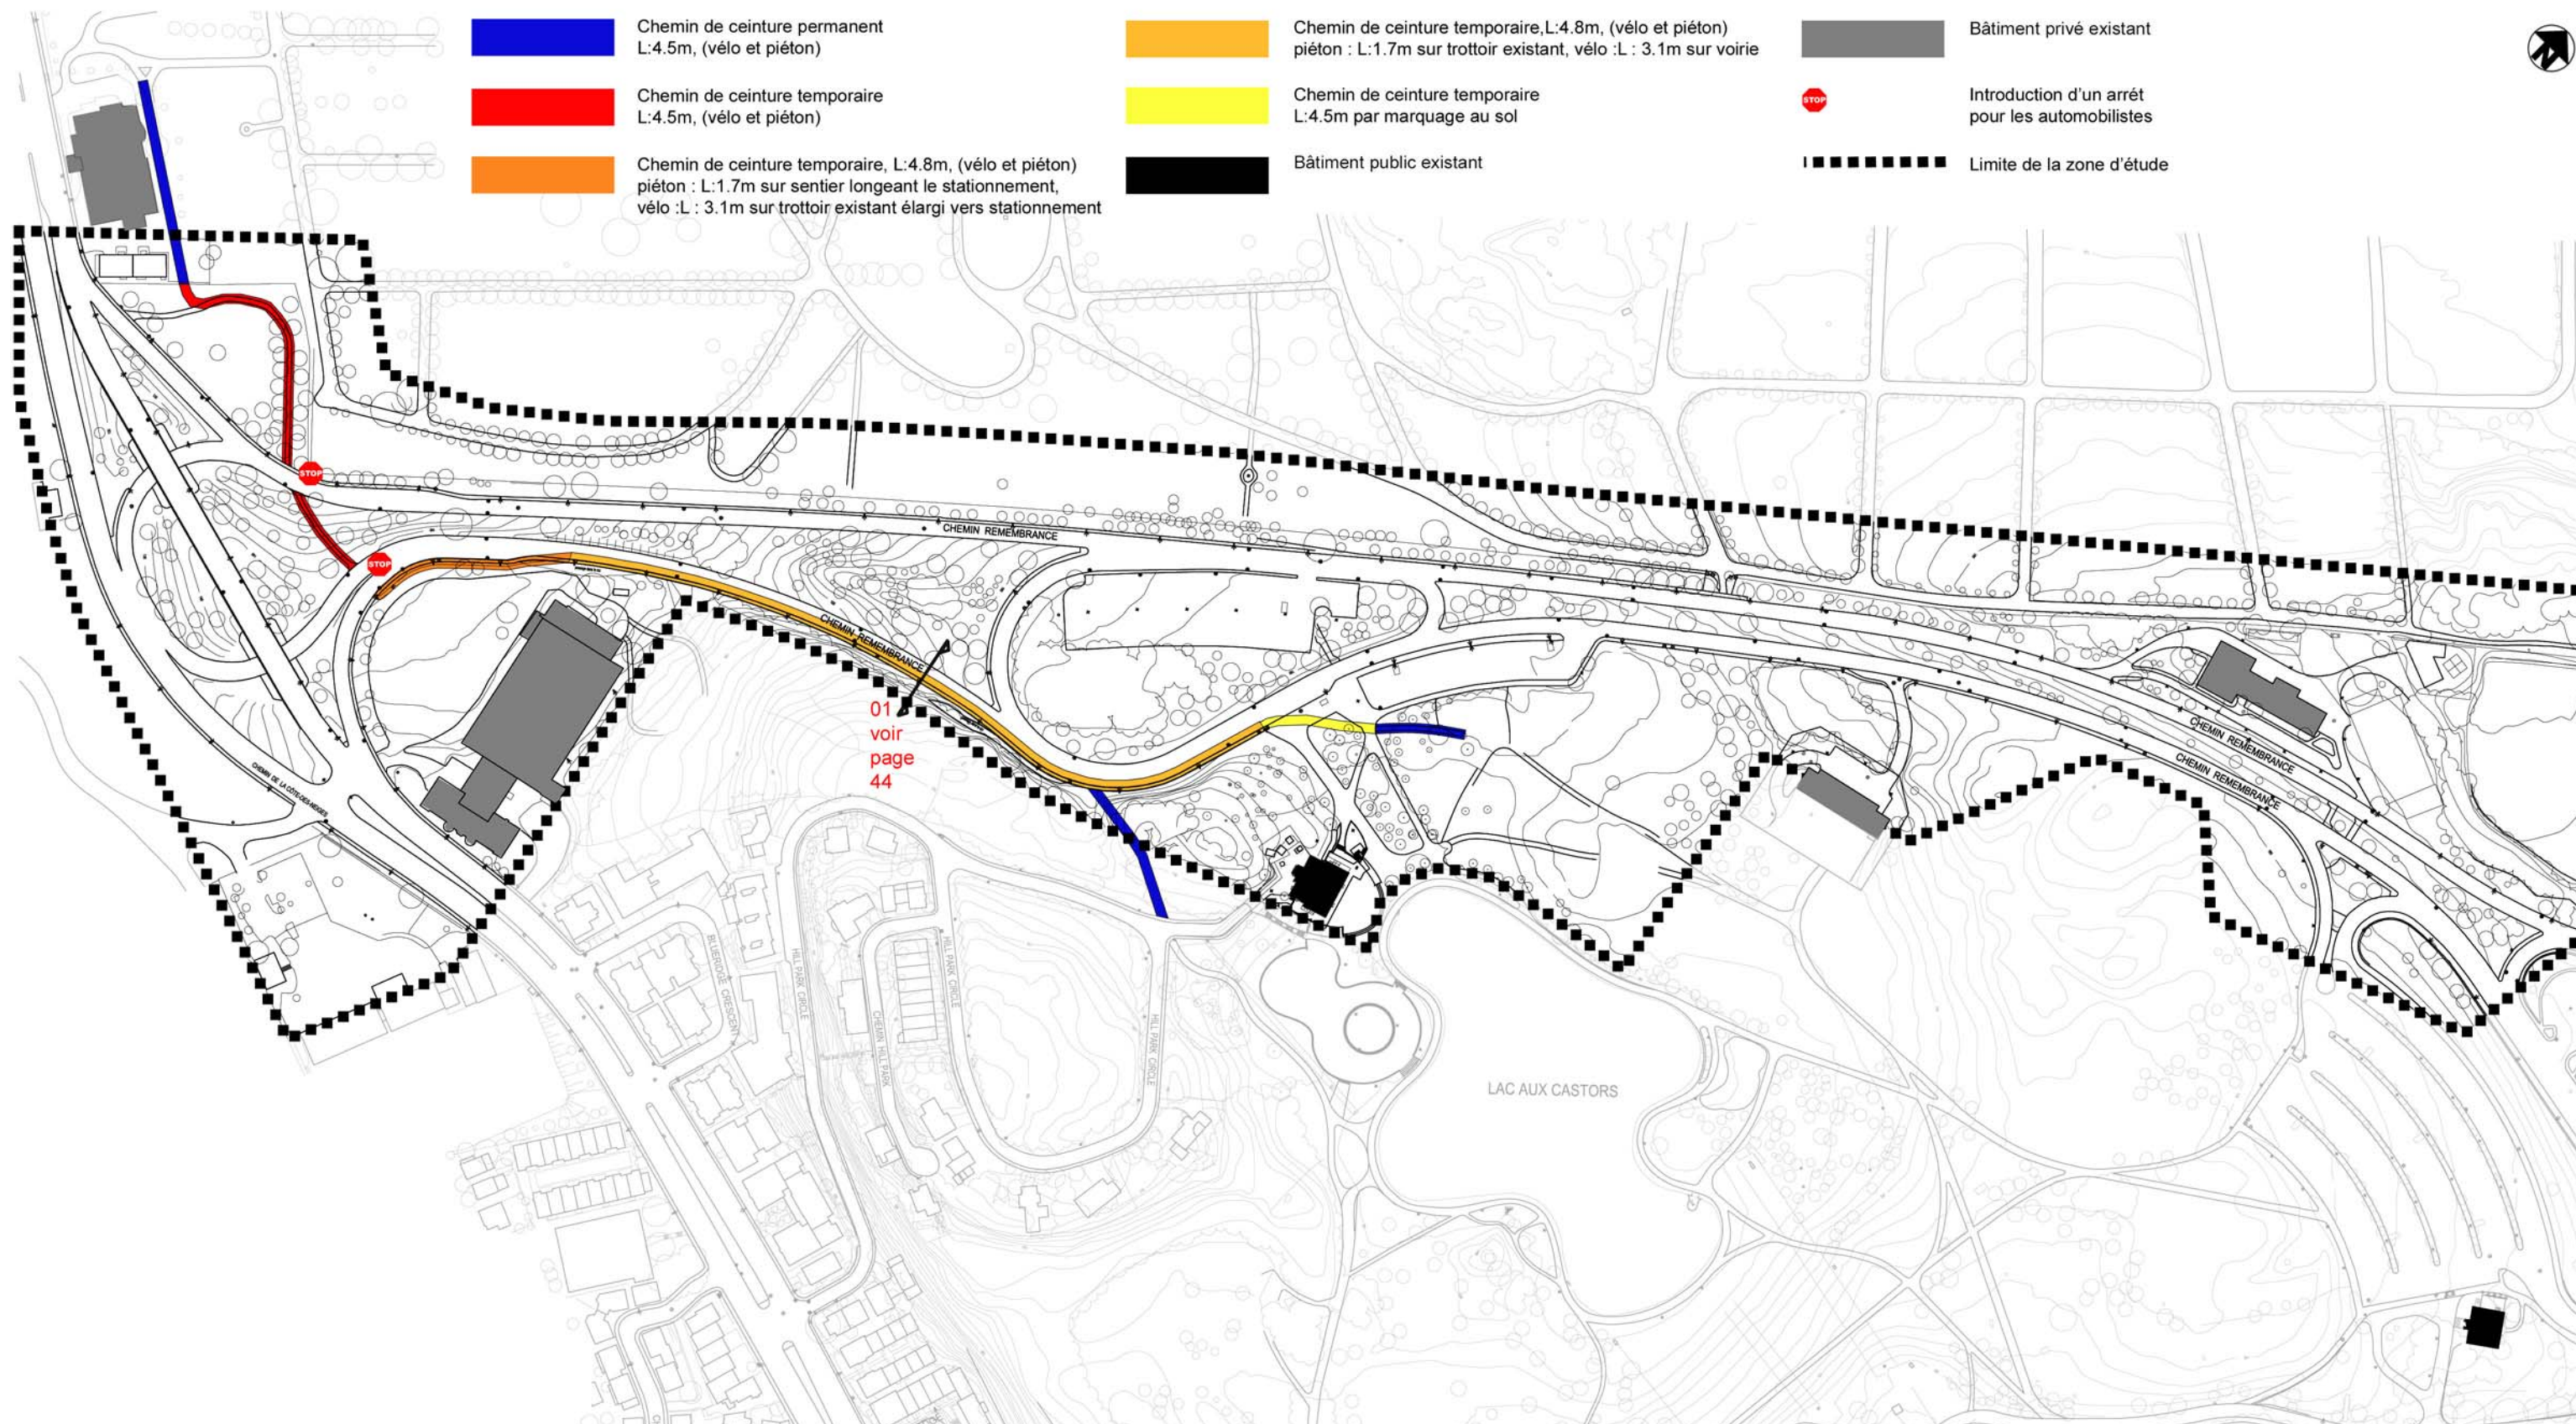 Chemin de ceinture permanent
L:4.5m, (vélo et piéton)
Chemin de ceinture temporaire
L:4.5m, (vélo et piéton)
Chemin de ceinture temporaire, L:4.8m, (vélo et piéton)
piéton : L:1.7m sur sentier longeant le stationnement,
vélo :L : 3.1m sur trottoir existant élargi vers stationnement
Chemin de ceinture temporaire,L:4.8m, (vélo et piéton)
piéton : L:1.7m sur trottoir existant, vélo :L : 3.1m sur voirie
Chemin de ceinture temporaire
L:4.5m par marquage au sol
Bâtiment public existant
Bâtiment privé existant
STOP
Introduction d'un arrét
pour les automobilistes
Limite de la zone d'étude
STOP
STOP
CHEMIN REMEMBRANCE
CHEMIN REMEMBRANCE
01
voir
page
44
CHEMIN REMEMBRANCE
CHEMIN REMEMBRANCE
CHEMIN DE LA CÔTE-DES-NEIGES
BLUERIDGE CRESCENT
HILL PARK CIRCLE
CHEMIN HILL PARK
HILL PARK CIRCLE
HILL PARK CIRCLE
LAC AUX CASTORS